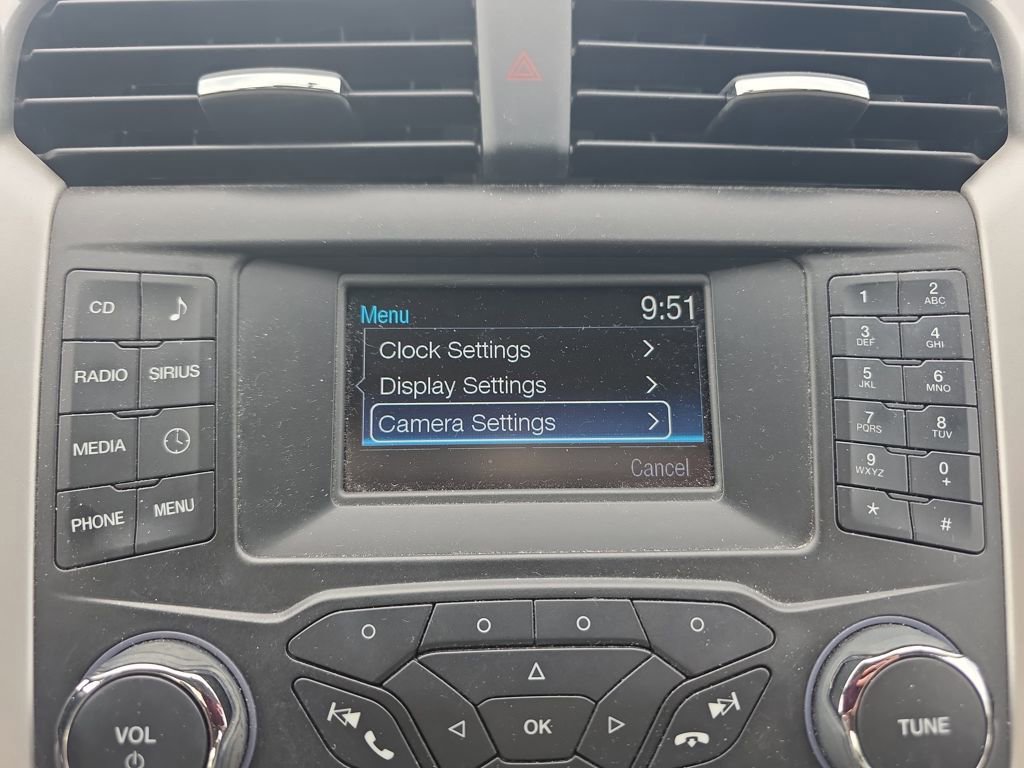 Menu 9:51
Clock Settings
Display Settings
Camera Settings
Cancel
CD
RADIO SIRIUS
MEDIA
PHONE MENU
1 2
ABC
3 4
DEF GHI
5 6
JKL MNO
7 8
PQRS TUV
9 0
WXYZ +
* #
VOL OK TUNE